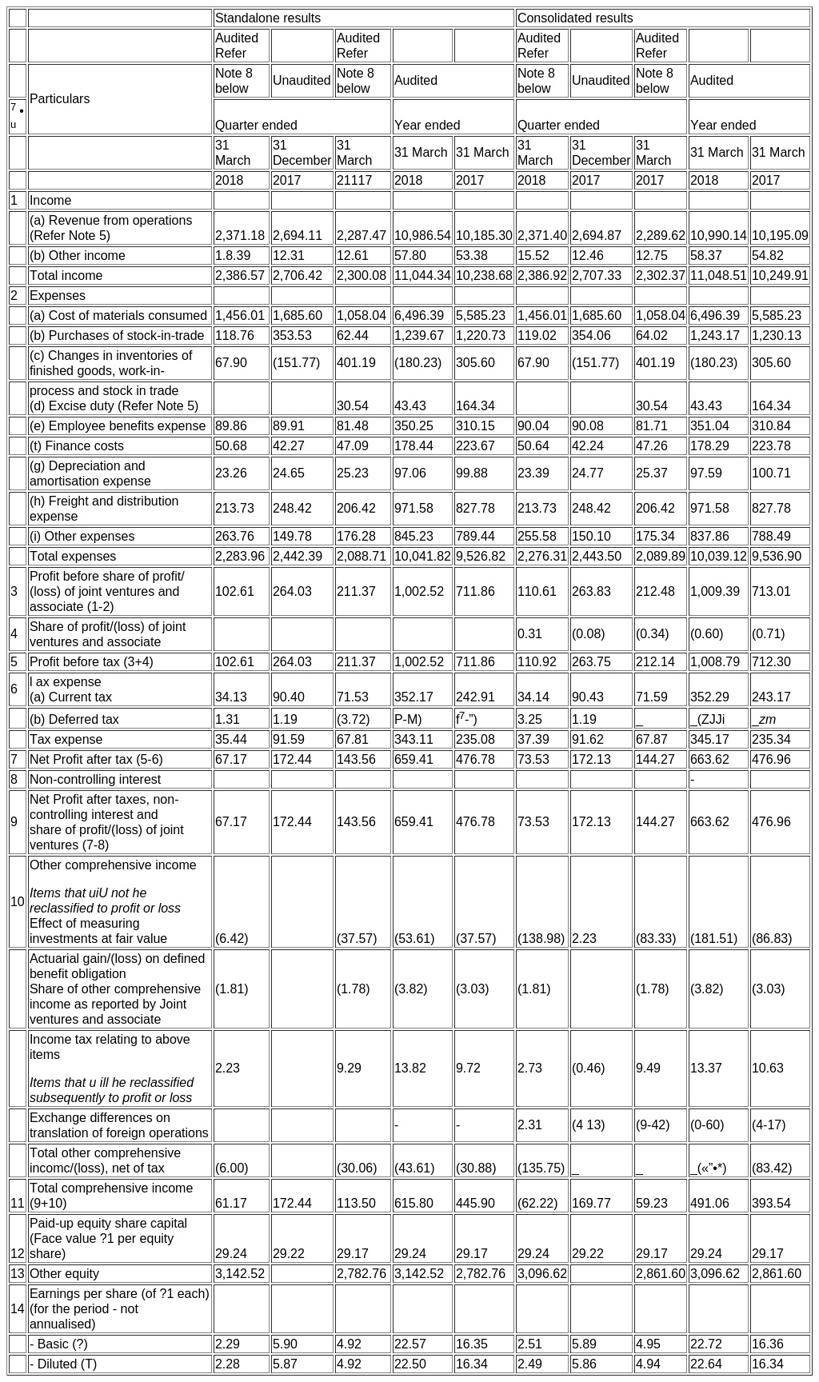 Standalone results Consolidated results
Audited Refer Audited Refer Audited Refer Audited Refer
Particulars Note 8 below Unaudited Note 8 below Audited Note 8 below Unaudited Note 8 below Audited
7 •
u Quarter ended Year ended Quarter ended Year ended
31 March 31 December 31 March 31 March 31 March 31 March 31 December 31 March 31 March 31 March
2018 2017 21117 2018 2017 2018 2017 2017 2018 2017
1 Income
(a) Revenue from operations
(Refer Note 5) 2,371.18 2,694.11 2,287.47 10,986.54 10,185.30 2,371.40 2,694.87 2,289.62 10,990.14 10,195.09
(b) Other income 1.8.39 12.31 12.61 57.80 53.38 15.52 12.46 12.75 58.37 54.82
Total income 2,386.57 2,706.42 2,300.08 11,044.34 10,238.68 2,386.92 2,707.33 2,302.37 11,048.51 10,249.91
2 Expenses
(a) Cost of materials consumed 1,456.01 1,685.60 1,058.04 6,496.39 5,585.23 1,456.01 1,685.60 1,058.04 6,496.39 5,585.23
(b) Purchases of stock-in-trade 118.76 353.53 62.44 1,239.67 1,220.73 119.02 354.06 64.02 1,243.17 1,230.13
(c) Changes in inventories of
finished goods, work-in- 67.90 (151.77) 401.19 (180.23) 305.60 67.90 (151.77) 401.19 (180.23) 305.60
process and stock in trade
(d) Excise duty (Refer Note 5) 30.54 43.43 164.34 30.54 43.43 164.34
(e) Employee benefits expense 89.86 89.91 81.48 350.25 310.15 90.04 90.08 81.71 351.04 310.84
(t) Finance costs 50.68 42.27 47.09 178.44 223.67 50.64 42.24 47.26 178.29 223.78
(g) Depreciation and
amortisation expense 23.26 24.65 25.23 97.06 99.88 23.39 24.77 25.37 97.59 100.71
(h) Freight and distribution
expense 213.73 248.42 206.42 971.58 827.78 213.73 248.42 206.42 971.58 827.78
(i) Other expenses 263.76 149.78 176.28 845.23 789.44 255.58 150.10 175.34 837.86 788.49
Total expenses 2,283.96 2,442.39 2,088.71 10,041.82 9,526.82 2,276.31 2,443.50 2,089.89 10,039.12 9,536.90
3 Profit before share of profit/
(loss) of joint ventures and
associate (1-2) 102.61 264.03 211.37 1,002.52 711.86 110.61 263.83 212.48 1,009.39 713.01
4 Share of profit/(loss) of joint
ventures and associate 0.31 (0.08) (0.34) (0.60) (0.71)
5 Profit before tax (3+4) 102.61 264.03 211.37 1,002.52 711.86 110.92 263.75 212.14 1,008.79 712.30
6 I ax expense
(a) Current tax 34.13 90.40 71.53 352.17 242.91 34.14 90.43 71.59 352.29 243.17
(b) Deferred tax 1.31 1.19 (3.72) P-M) f7-") 3.25 1.19 _ _(ZJJi _zm
Tax expense 35.44 91.59 67.81 343.11 235.08 37.39 91.62 67.87 345.17 235.34
7 Net Profit after tax (5-6) 67.17 172.44 143.56 659.41 476.78 73.53 172.13 144.27 663.62 476.96
8 Non-controlling interest -
9 Net Profit after taxes, non-
controlling interest and
share of profit/(loss) of joint
ventures (7-8) 67.17 172.44 143.56 659.41 476.78 73.53 172.13 144.27 663.62 476.96
10 Other comprehensive income
Items that uiU not he
reclassified to profit or loss
Effect of measuring
investments at fair value (6.42) (37.57) (53.61) (37.57) (138.98) 2.23 (83.33) (181.51) (86.83)
Actuarial gain/(loss) on defined
benefit obligation
Share of other comprehensive
income as reported by Joint
ventures and associate (1.81) (1.78) (3.82) (3.03) (1.81) (1.78) (3.82) (3.03)
Income tax relating to above
items 2.23 9.29 13.82 9.72 2.73 (0.46) 9.49 13.37 10.63
Items that u ill he reclassified
subsequently to profit or loss
Exchange differences on
translation of foreign operations - - 2.31 (4 13) (9-42) (0-60) (4-17)
Total other comprehensive
incomc/(loss), net of tax (6.00) (30.06) (43.61) (30.88) (135.75) _ _ _(«"•*) (83.42)
11 Total comprehensive income
(9+10) 61.17 172.44 113.50 615.80 445.90 (62.22) 169.77 59.23 491.06 393.54
12 Paid-up equity share capital
(Face value ?1 per equity
share) 29.24 29.22 29.17 29.24 29.17 29.24 29.22 29.17 29.24 29.17
13 Other equity 3,142.52 2,782.76 3,142.52 2,782.76 3,096.62 2,861.60 3,096.62 2,861.60
14 Earnings per share (of ?1 each)
(for the period - not
annualised)
- Basic (?) 2.29 5.90 4.92 22.57 16.35 2.51 5.89 4.95 22.72 16.36
- Diluted (T) 2.28 5.87 4.92 22.50 16.34 2.49 5.86 4.94 22.64 16.34